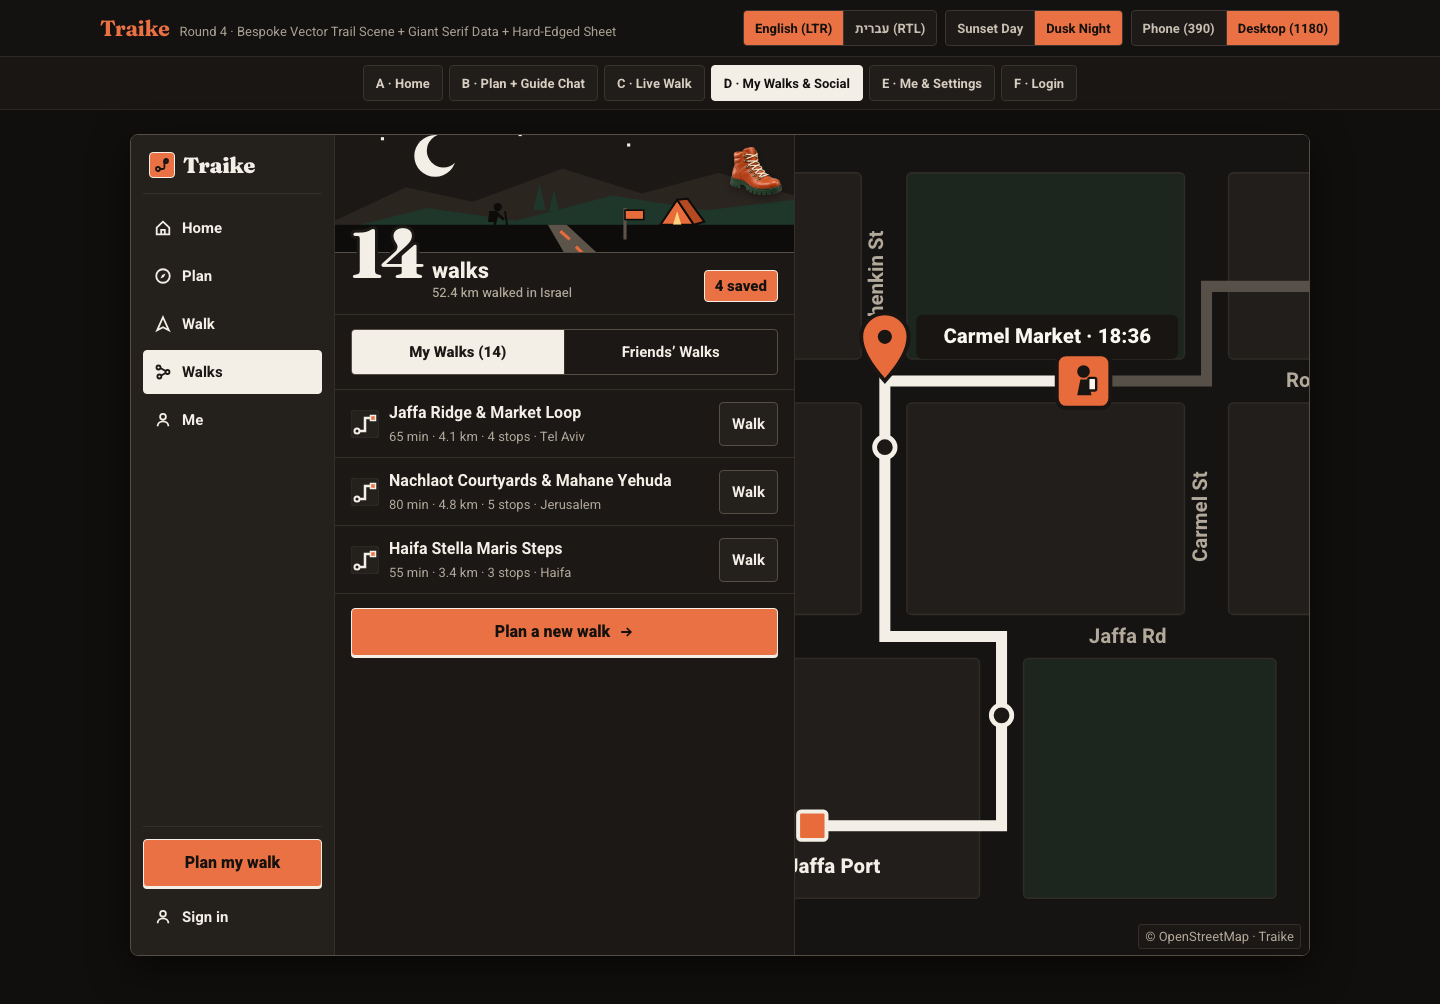 Traike Round 4 · Bespoke Vector Trail Scene + Giant Serif Data + Hard-Edged Sheet
English (LTR) עברית (RTL) Sunset Day Dusk Night Phone (390) Desktop (1180)
A · Home B · Plan + Guide Chat C · Live Walk D · My Walks & Social E · Me & Settings F · Login
Traike
Home
Plan
Walk
Walks
Me
Plan my walk
Sign in
14 walks
52.4 km walked in Israel
4 saved
My Walks (14) Friends’ Walks
Jaffa Ridge & Market Loop
65 min · 4.1 km · 4 stops · Tel Aviv
Walk
Nachlaot Courtyards & Mahane Yehuda
80 min · 4.8 km · 5 stops · Jerusalem
Walk
Haifa Stella Maris Steps
55 min · 3.4 km · 3 stops · Haifa
Walk
Plan a new walk →
henkin St
Carmel Market · 18:36
Ro
Carmel St
Jaffa Rd
Jaffa Port
© OpenStreetMap · Traike